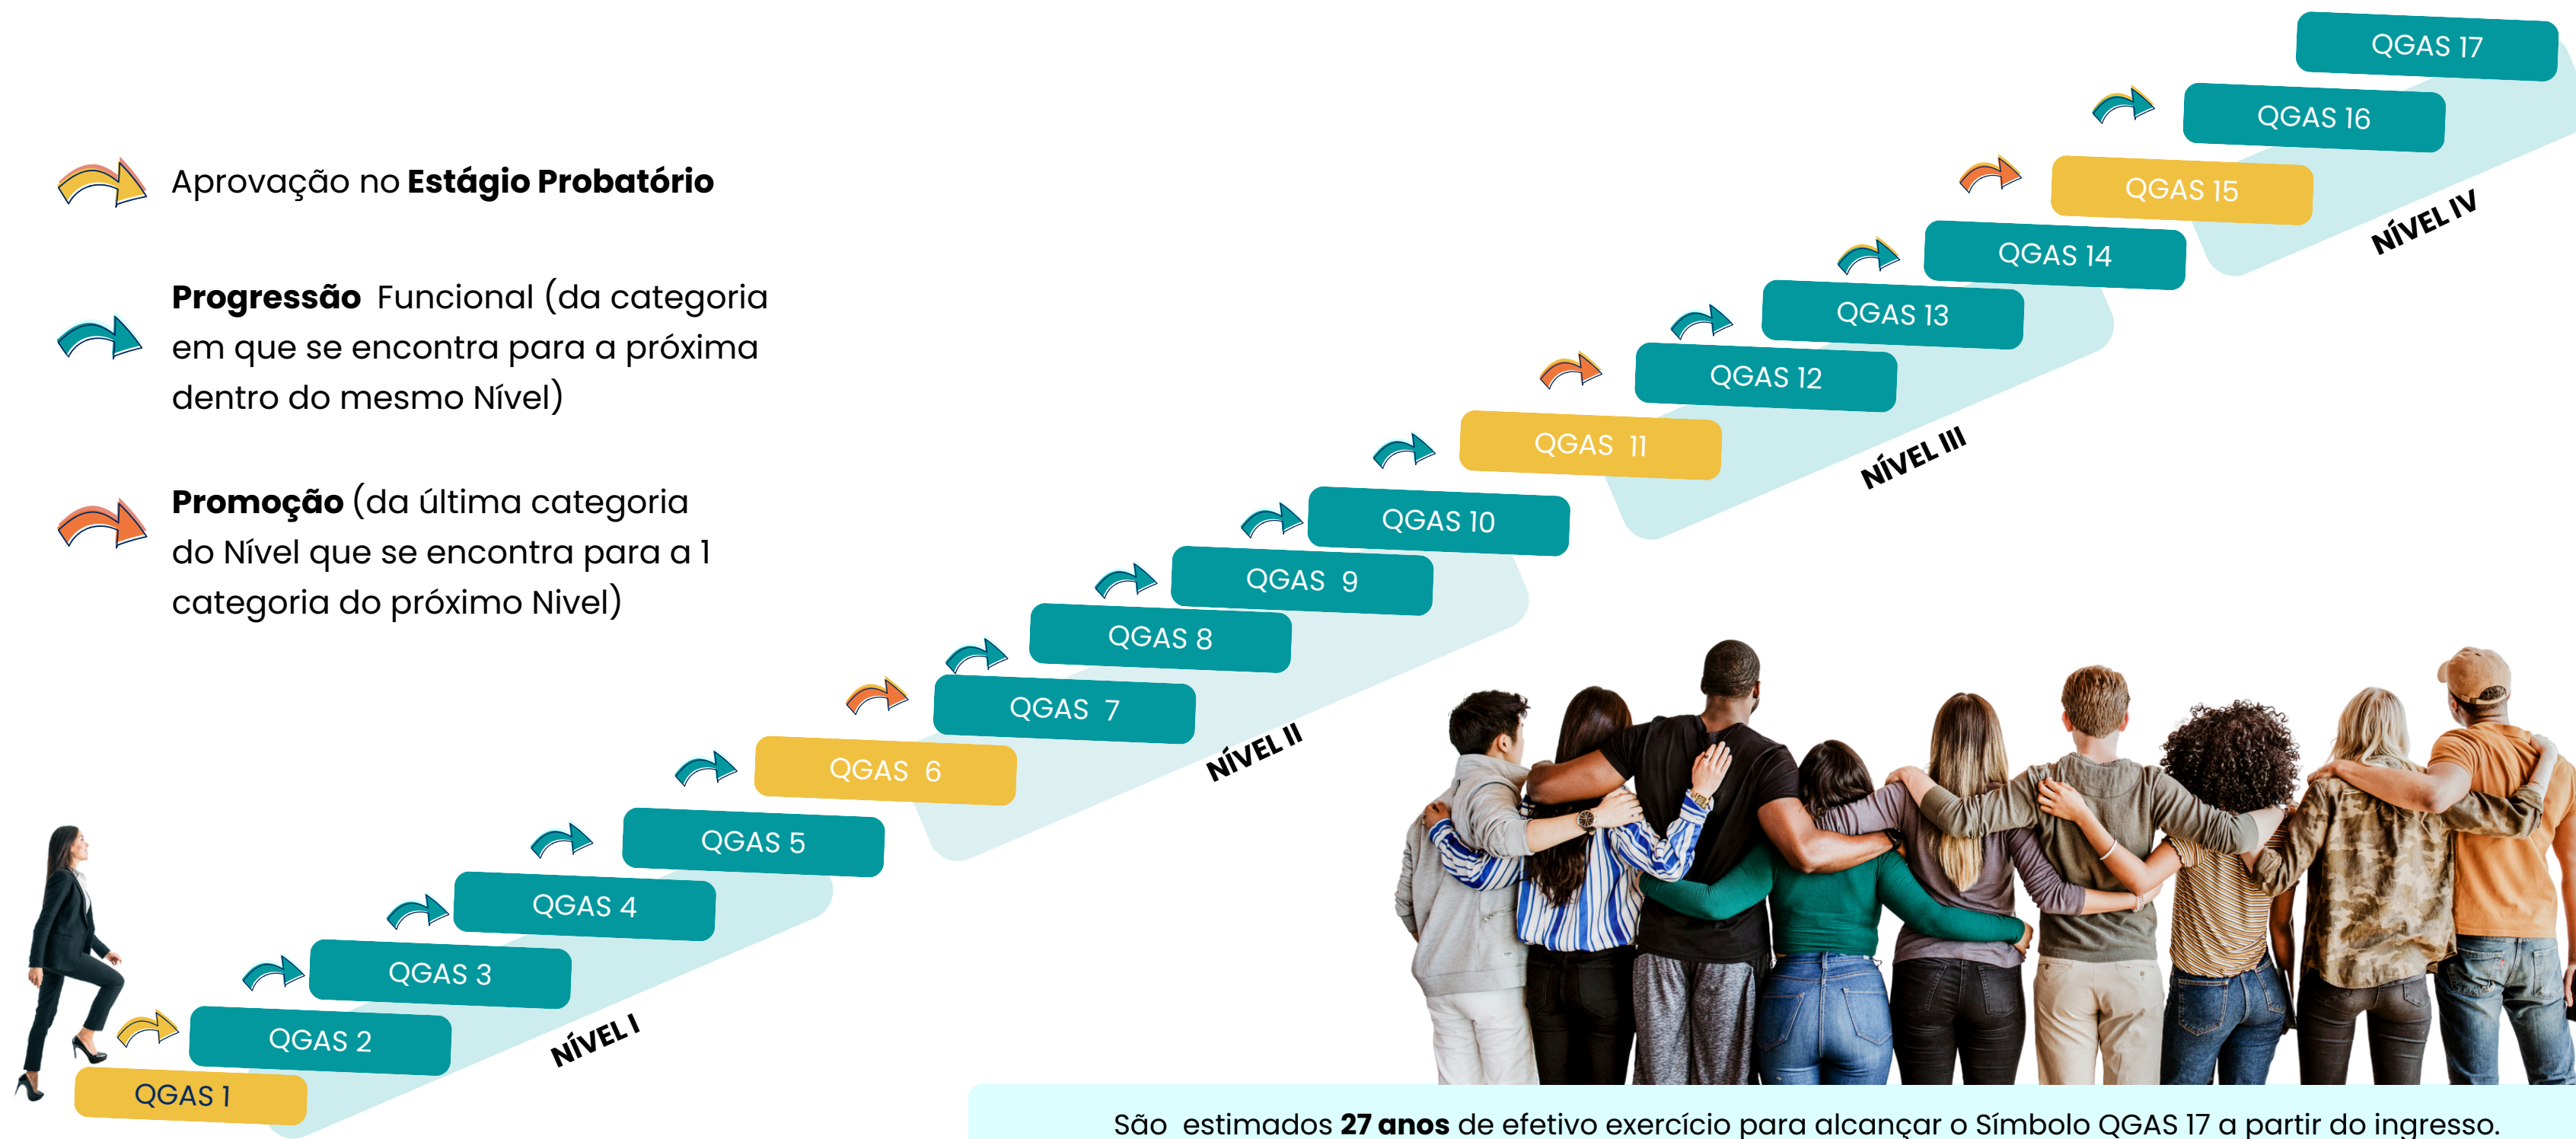 Aprovação no Estágio Probatório
Progressão Funcional (da categoria
em que se encontra para a próxima
dentro do mesmo Nível)
Promoção (da última categoria
do Nível que se encontra para a 1
categoria do próximo Nivel)
QGAS 1
QGAS 2
QGAS 3
QGAS 4
QGAS 5
QGAS 6
NÍVEL I
QGAS 7
QGAS 8
QGAS 9
QGAS 10
QGAS 11
NÍVEL II
QGAS 12
QGAS 13
QGAS 14
QGAS 15
NÍVEL III
QGAS 16
QGAS 17
NÍVEL IV
São estimados 27 anos de efetivo exercício para alcançar o Símbolo QGAS 17 a partir do ingresso.